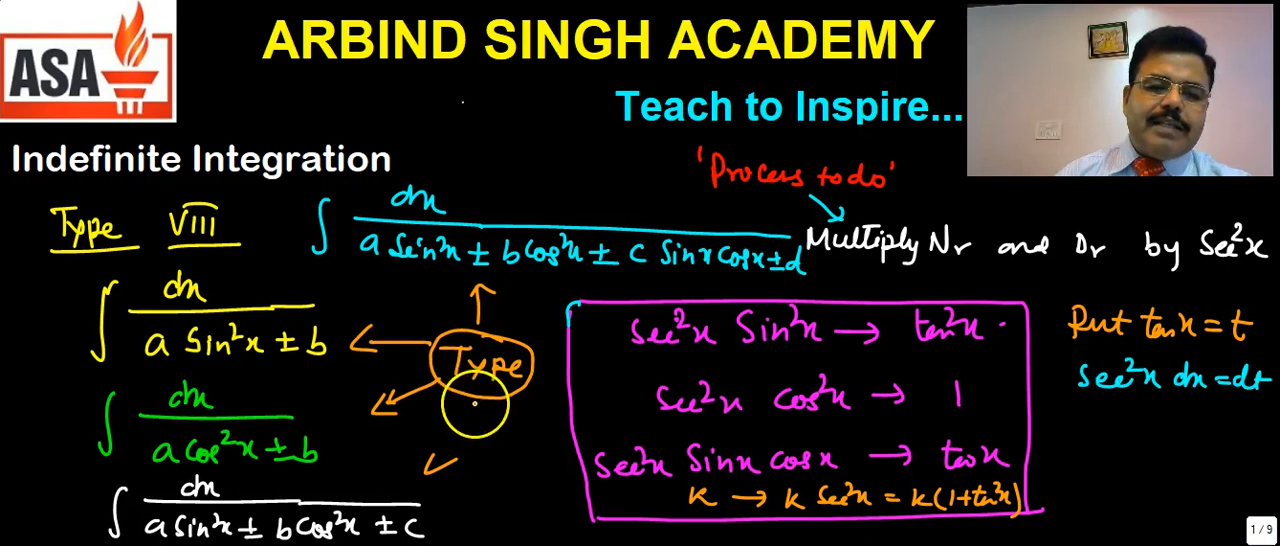 ASA
ARBIND SINGH ACADEMY
Teach to Inspire...
Indefinite Integration
'Process to do'
Type VIII
∫ dx / (a Sin²x ± b Cos²x ± c Sinx Cosx ± d)
Multiply Nr and Dr by Sec²x
∫ dx / (a Sin²x ± b)
Type
∫ dx / (a Cos²x ± b)
∫ dx / (a Sin²x ± b Cos²x ± c)
Sec²x Sin²x → tan²x
Sec²x Cos²x → 1
Sec²x Sinx Cosx → tanx
K → K Sec²x = K(1+tan²x)
Put tanx = t
Sec²x dx = dt
1/9